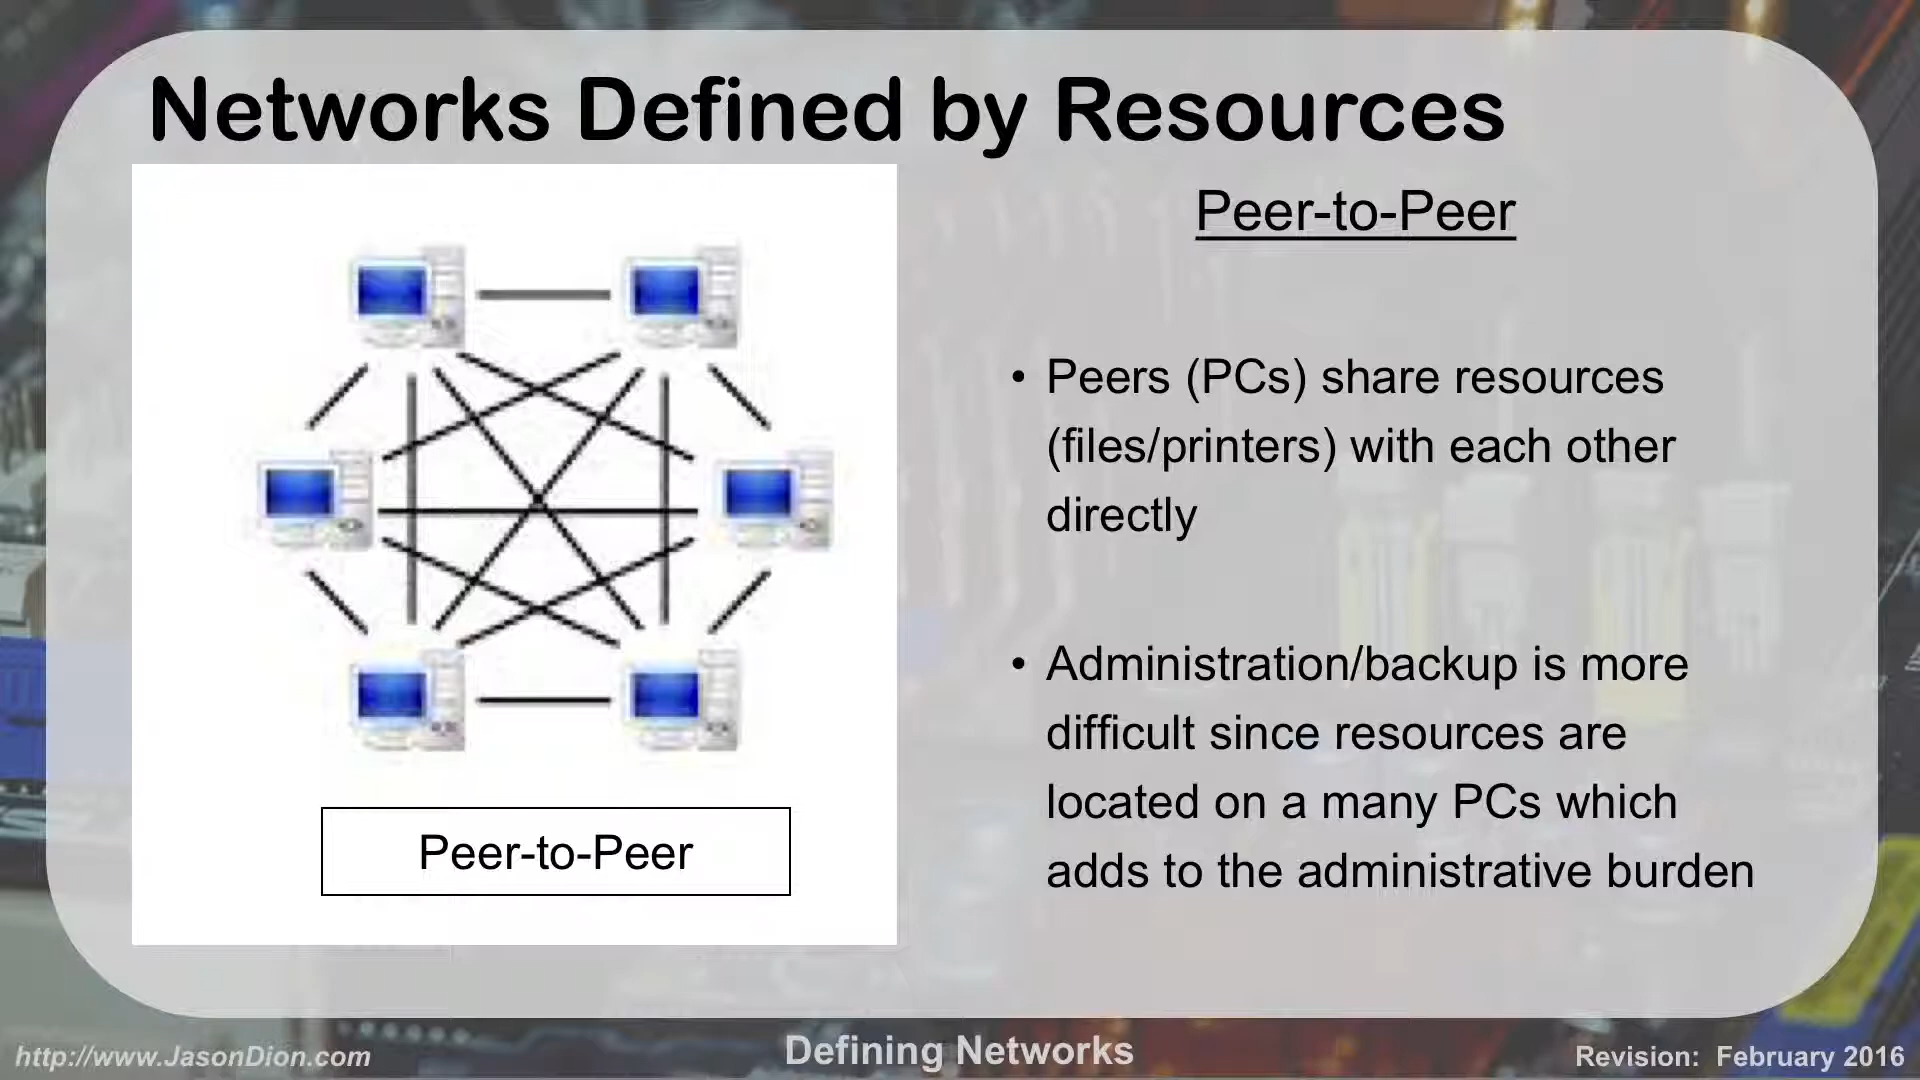 Networks Defined by Resources
Peer-to-Peer
• Peers (PCs) share resources
(files/printers) with each other
directly
• Administration/backup is more
difficult since resources are
located on a many PCs which
adds to the administrative burden
Peer-to-Peer
http://www.JasonDion.com
Defining Networks
Revision: February 2016